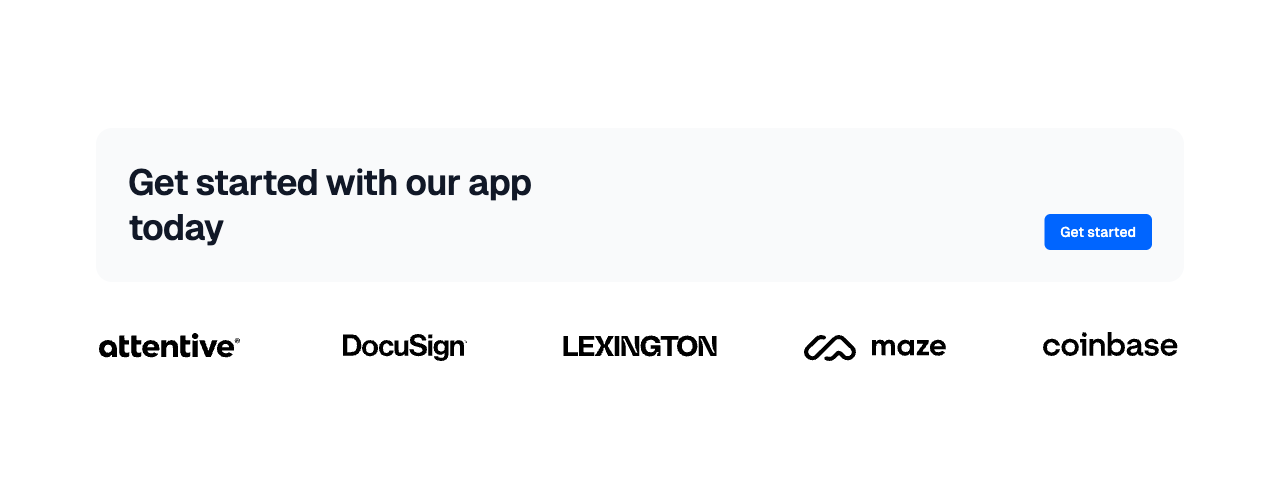 Get started with our app
today
Get started
attentive®
DocuSign
LEXINGTON
maze
coinbase